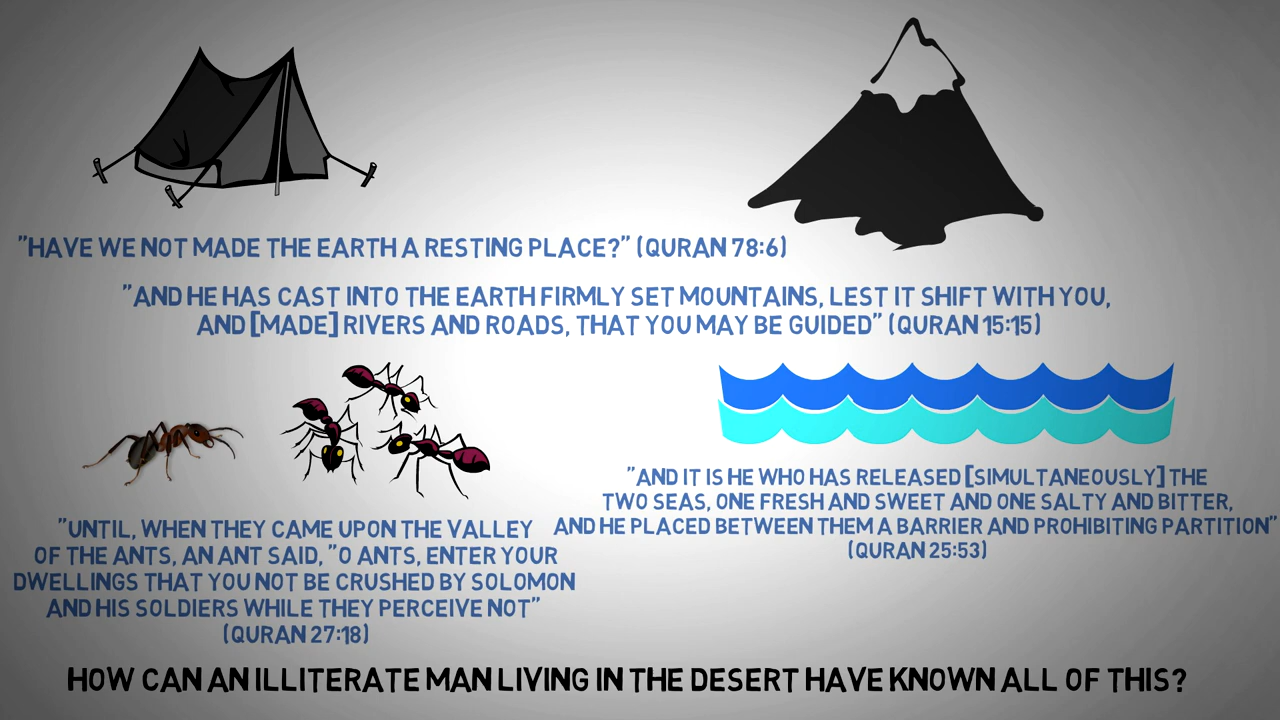 "HAVE WE NOT MADE THE EARTH A RESTING PLACE?" (QURAN 78:6)
"AND HE HAS CAST INTO THE EARTH FIRMLY SET MOUNTAINS, LEST IT SHIFT WITH YOU,
AND [MADE] RIVERS AND ROADS, THAT YOU MAY BE GUIDED" (QURAN 15:15)
"UNTIL, WHEN THEY CAME UPON THE VALLEY
OF THE ANTS, AN ANT SAID, "O ANTS, ENTER YOUR
DWELLINGS THAT YOU NOT BE CRUSHED BY SOLOMON
AND HIS SOLDIERS WHILE THEY PERCEIVE NOT"
(QURAN 27:18)
"AND IT IS HE WHO HAS RELEASED [SIMULTANEOUSLY] THE
TWO SEAS, ONE FRESH AND SWEET AND ONE SALTY AND BITTER,
AND HE PLACED BETWEEN THEM A BARRIER AND PROHIBITING PARTITION"
(QURAN 25:53)
HOW CAN AN ILLITERATE MAN LIVING IN THE DESERT HAVE KNOWN ALL OF THIS?